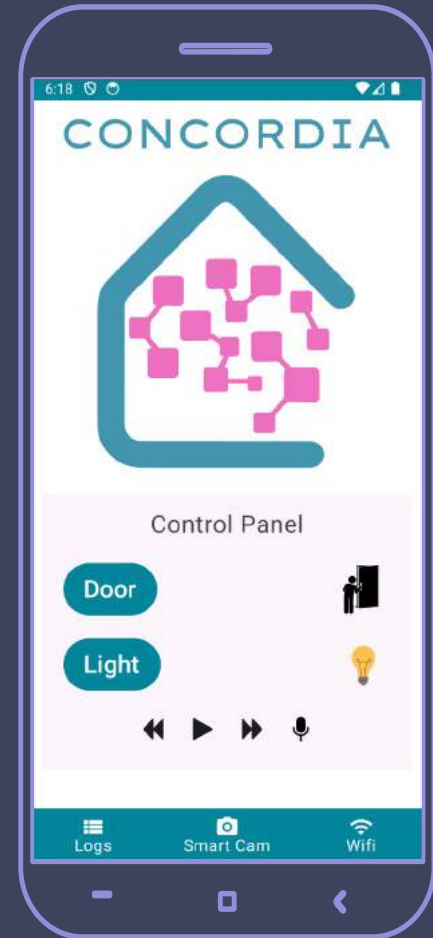 6:18
CONCORDIA
Control Panel
Door
Light
Logs Smart Cam Wifi